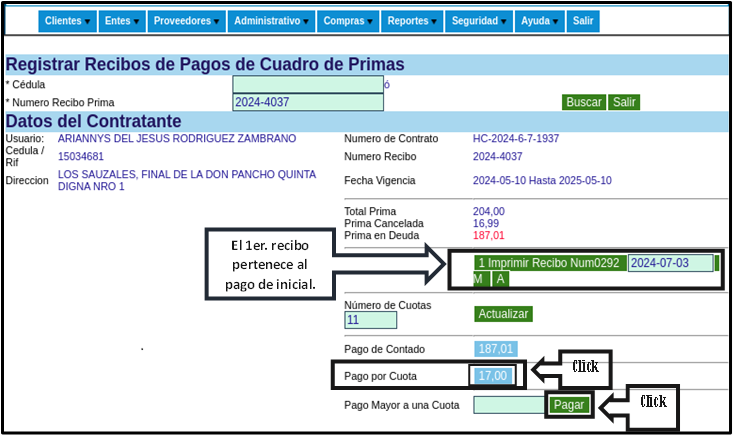 Clientes Entes Proveedores Administrativo Compras Reportes Seguridad Ayuda Salir
Registrar Recibos de Pagos de Cuadro de Primas
* Cédula ó
* Numero Recibo Prima 2024-4037 Buscar Salir
Datos del Contratante
Usuario: ARIANNYS DEL JESUS RODRIGUEZ ZAMBRANO Numero de Contrato HC-2024-6-7-1937
Cedula /
Rif 15034681 Numero Recibo 2024-4037
Direccion LOS SAUZALES, FINAL DE LA DON PANCHO QUINTA
DIGNA NRO 1
Fecha Vigencia 2024-05-10 Hasta 2025-05-10
Total Prima 204,00
Prima Cancelada 16,99
Prima en Deuda 187,01
El 1er. recibo
pertenece al
pago de inicial.
1 Imprimir Recibo Num0292 2024-07-03
M A
Número de Cuotas
11 Actualizar
Pago de Contado 187,01
Pago por Cuota 17,00 Click
Pago Mayor a una Cuota Pagar Click